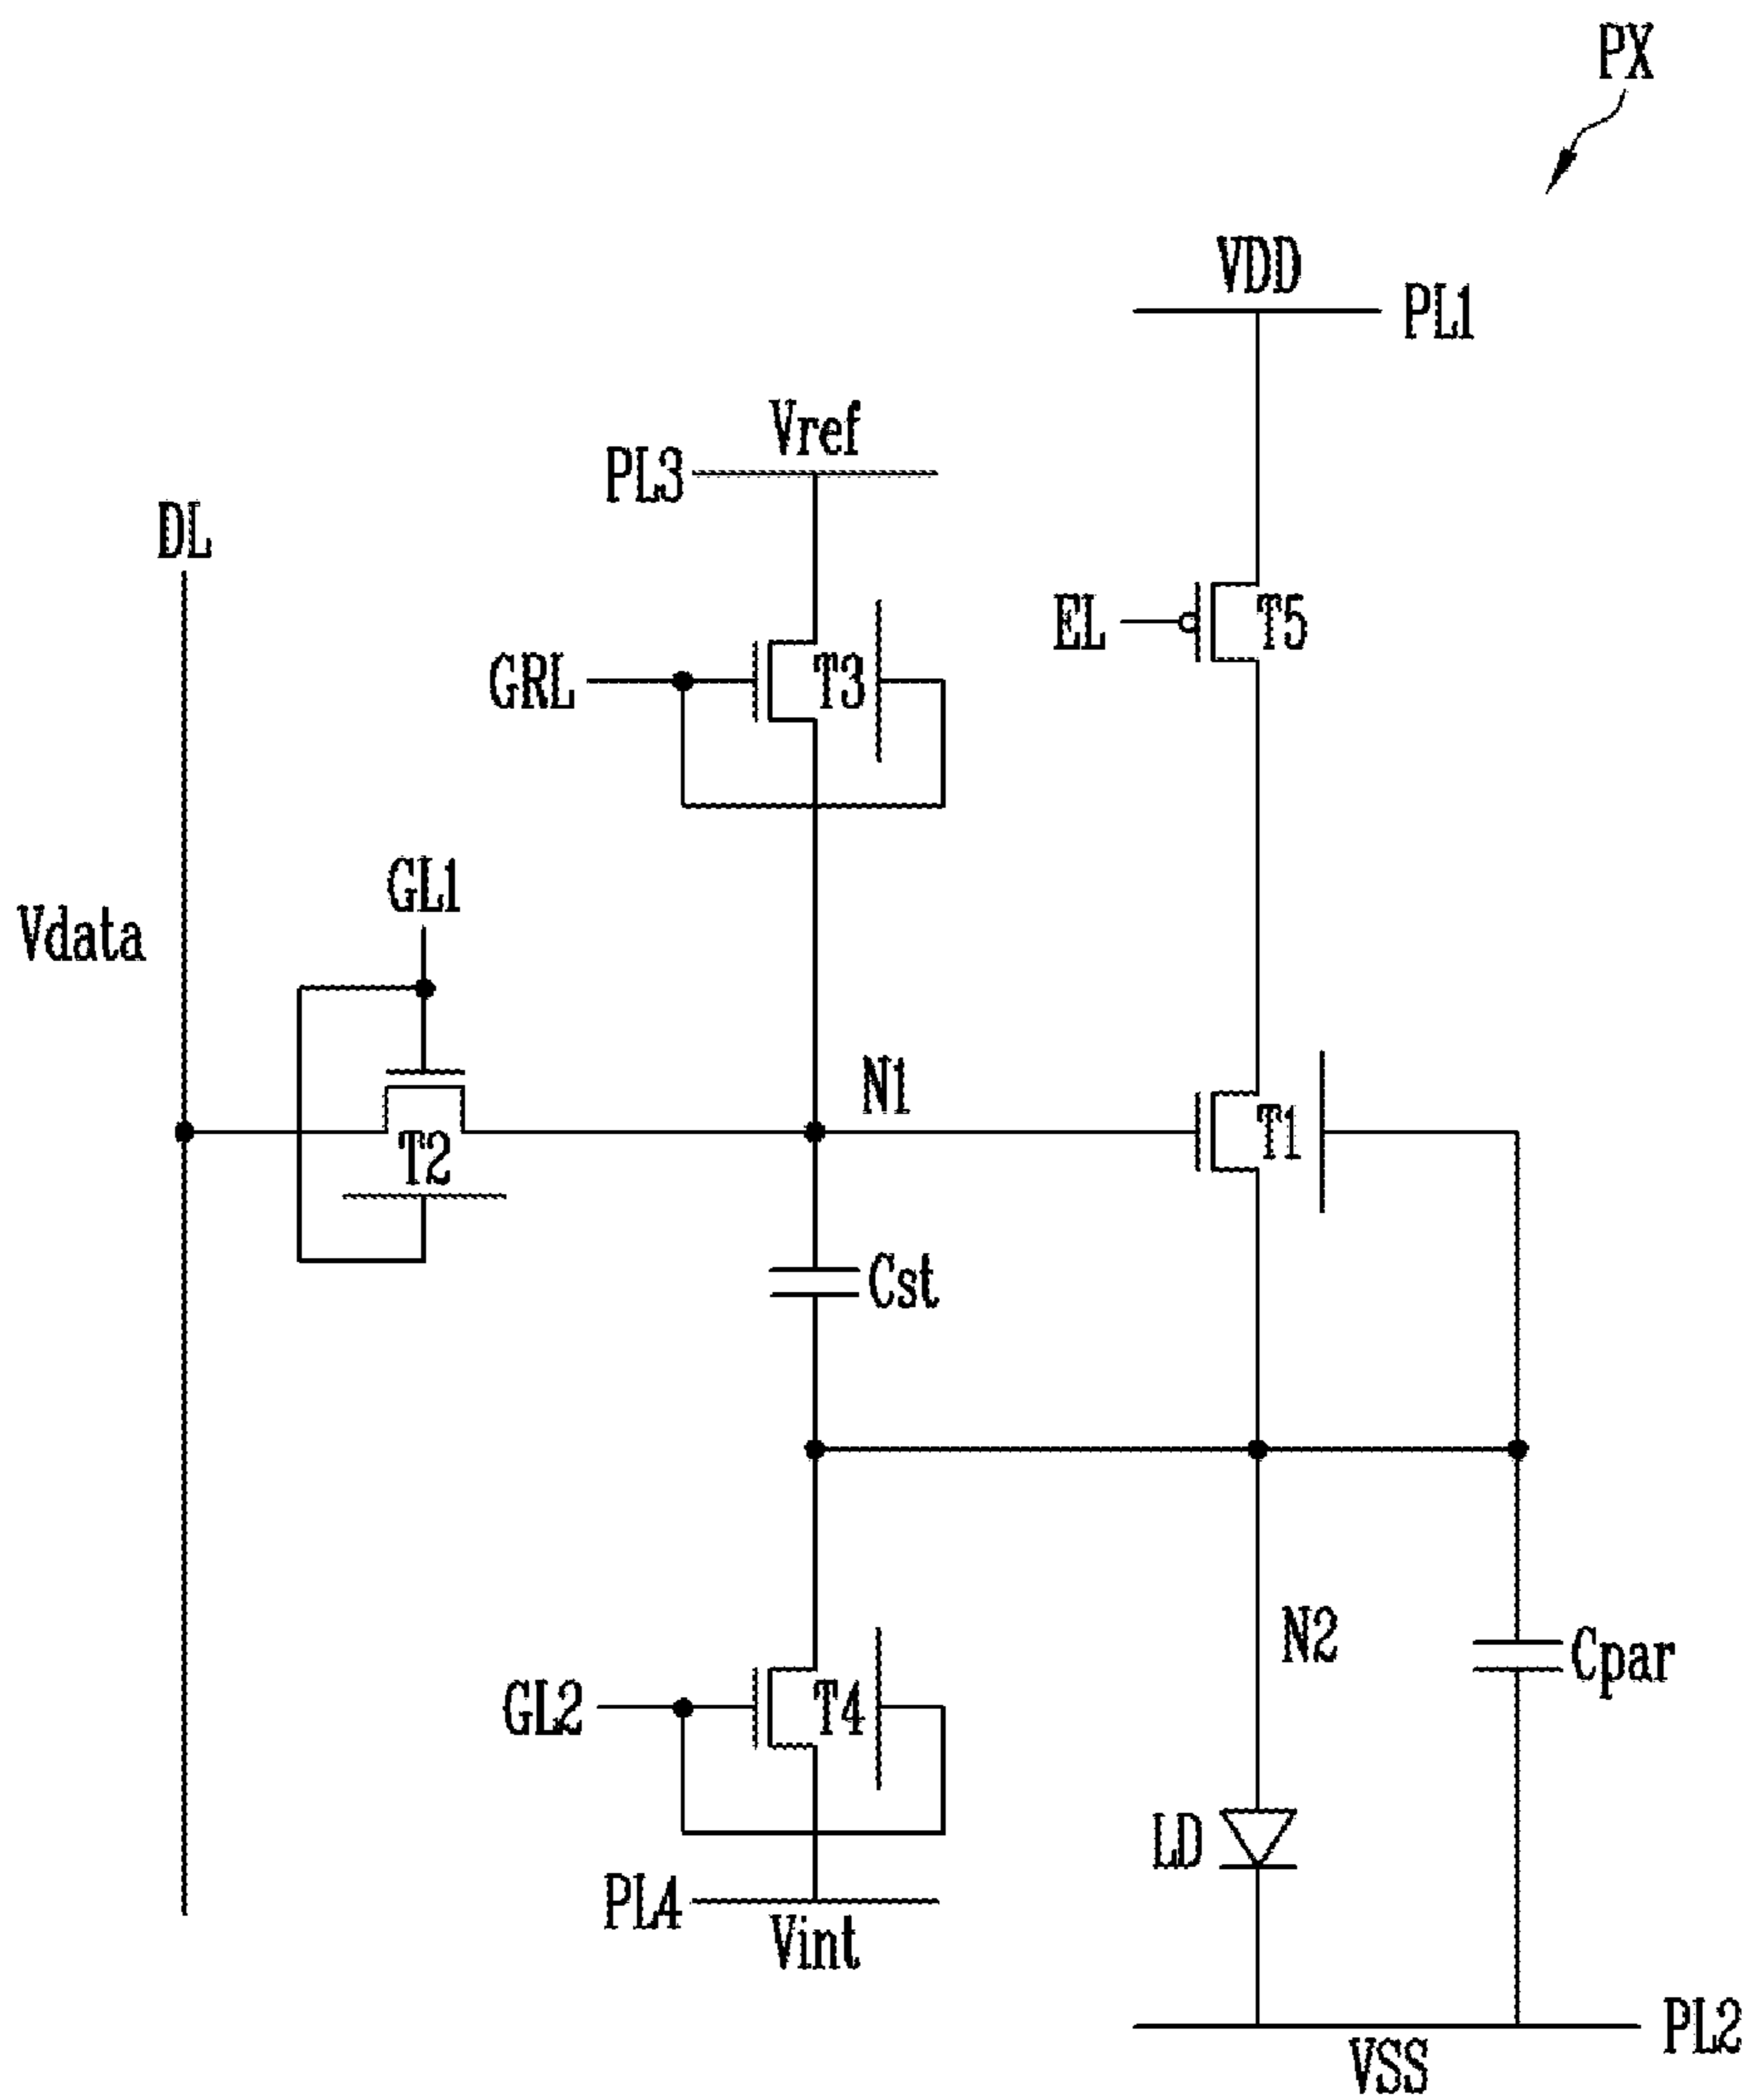 PX
VDD
PL1
Vref
PL3
DL
EL
T5
GRL
T3
GL1
Vdata
N1
T1
T2
Cst
N2
Cpar
GL2
T4
LD
PL4
Vint
PL2
VSS